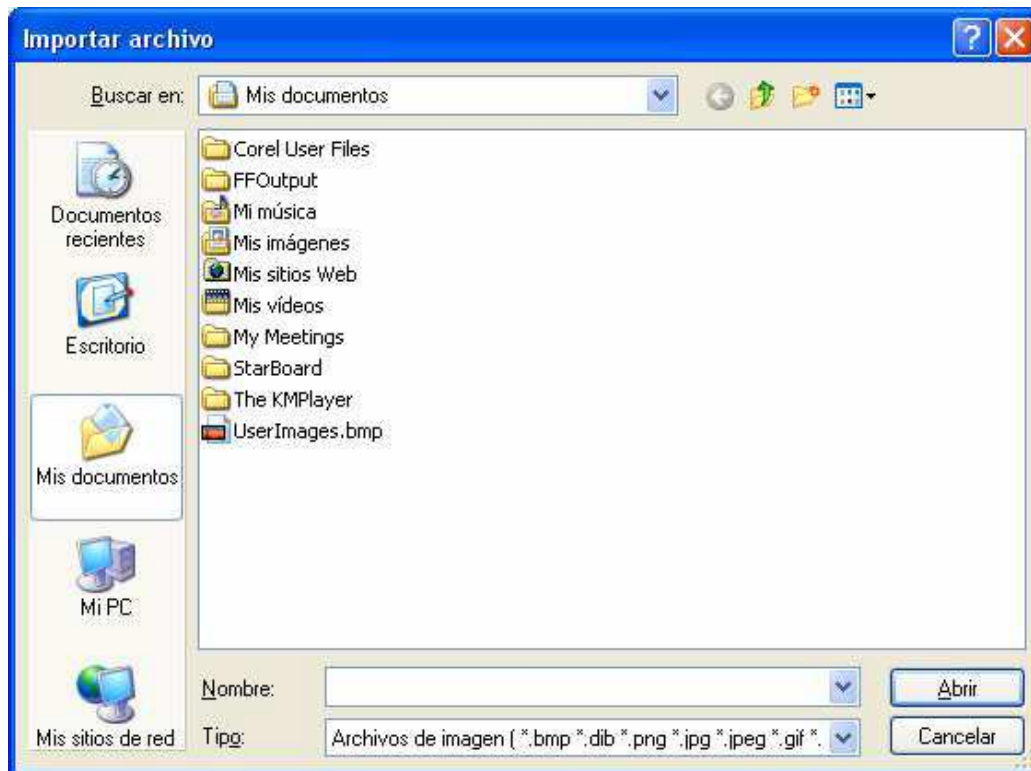 Importar archivo
Buscar en: Mis documentos
Documentos
recientes
Escritorio
Mis documentos
Mi PC
Mis sitios de red
Corel User Files
FFOutput
Mi música
Mis imágenes
Mis sitios Web
Mis vídeos
My Meetings
StarBoard
The KMPlayer
UserImages.bmp
Nombre:
Abrir
Tipo: Archivos de imagen ( *.bmp *.dib *.png *.jpg *.jpeg *.gif *.
Cancelar